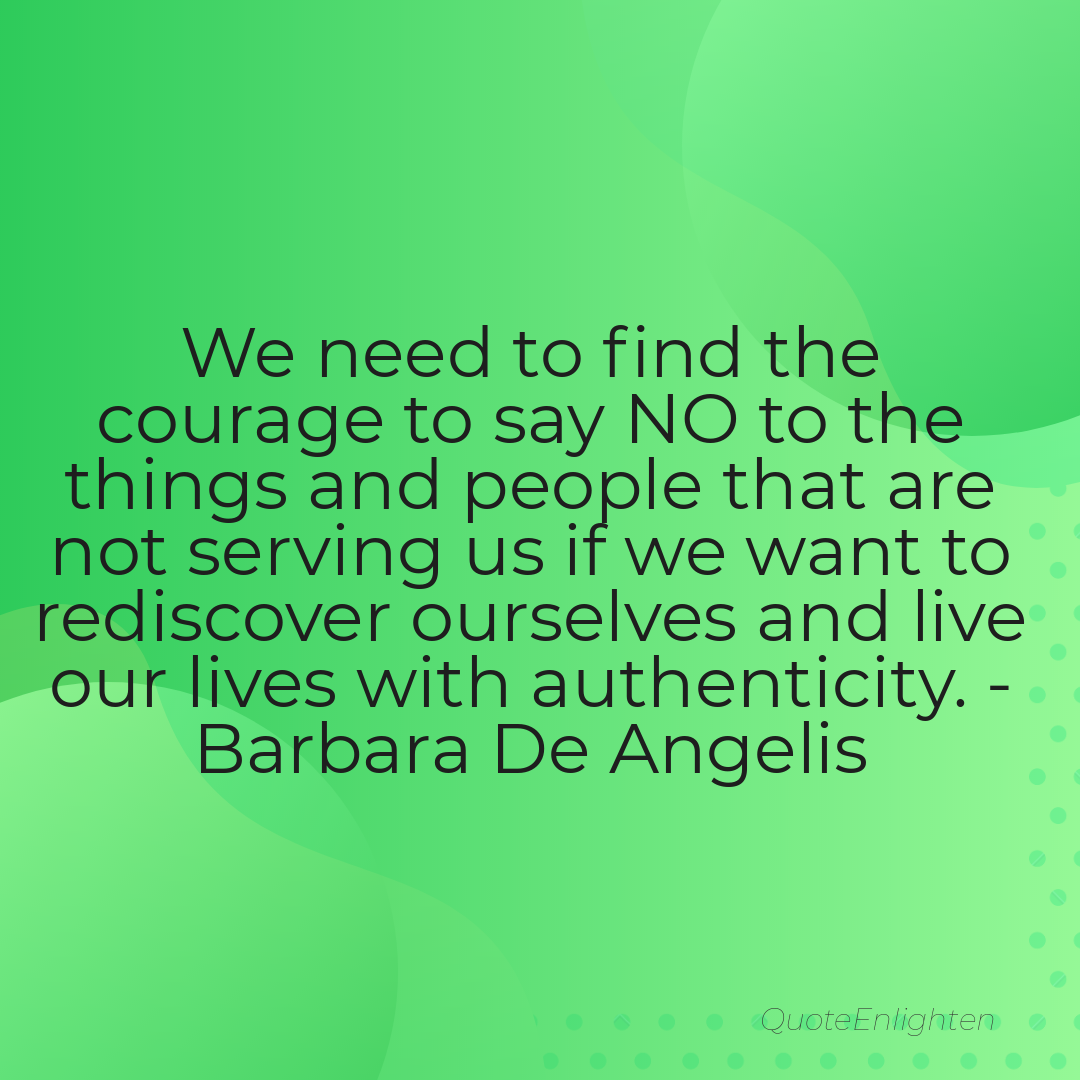 We need to find the
courage to say NO to the
things and people that are
not serving us if we want to
rediscover ourselves and live
our lives with authenticity. -
Barbara De Angelis
QuoteEnlighten